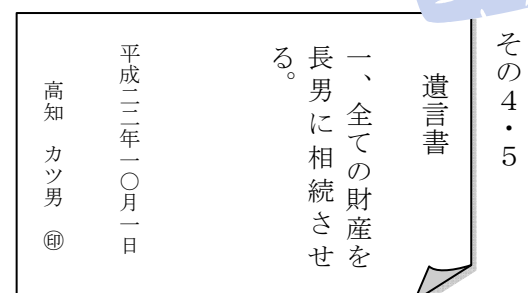 その４・５
遺言書
一、全ての財産を
長男に相続させ
る。
平成二二年一〇月一日
高知　カツ男　㊞